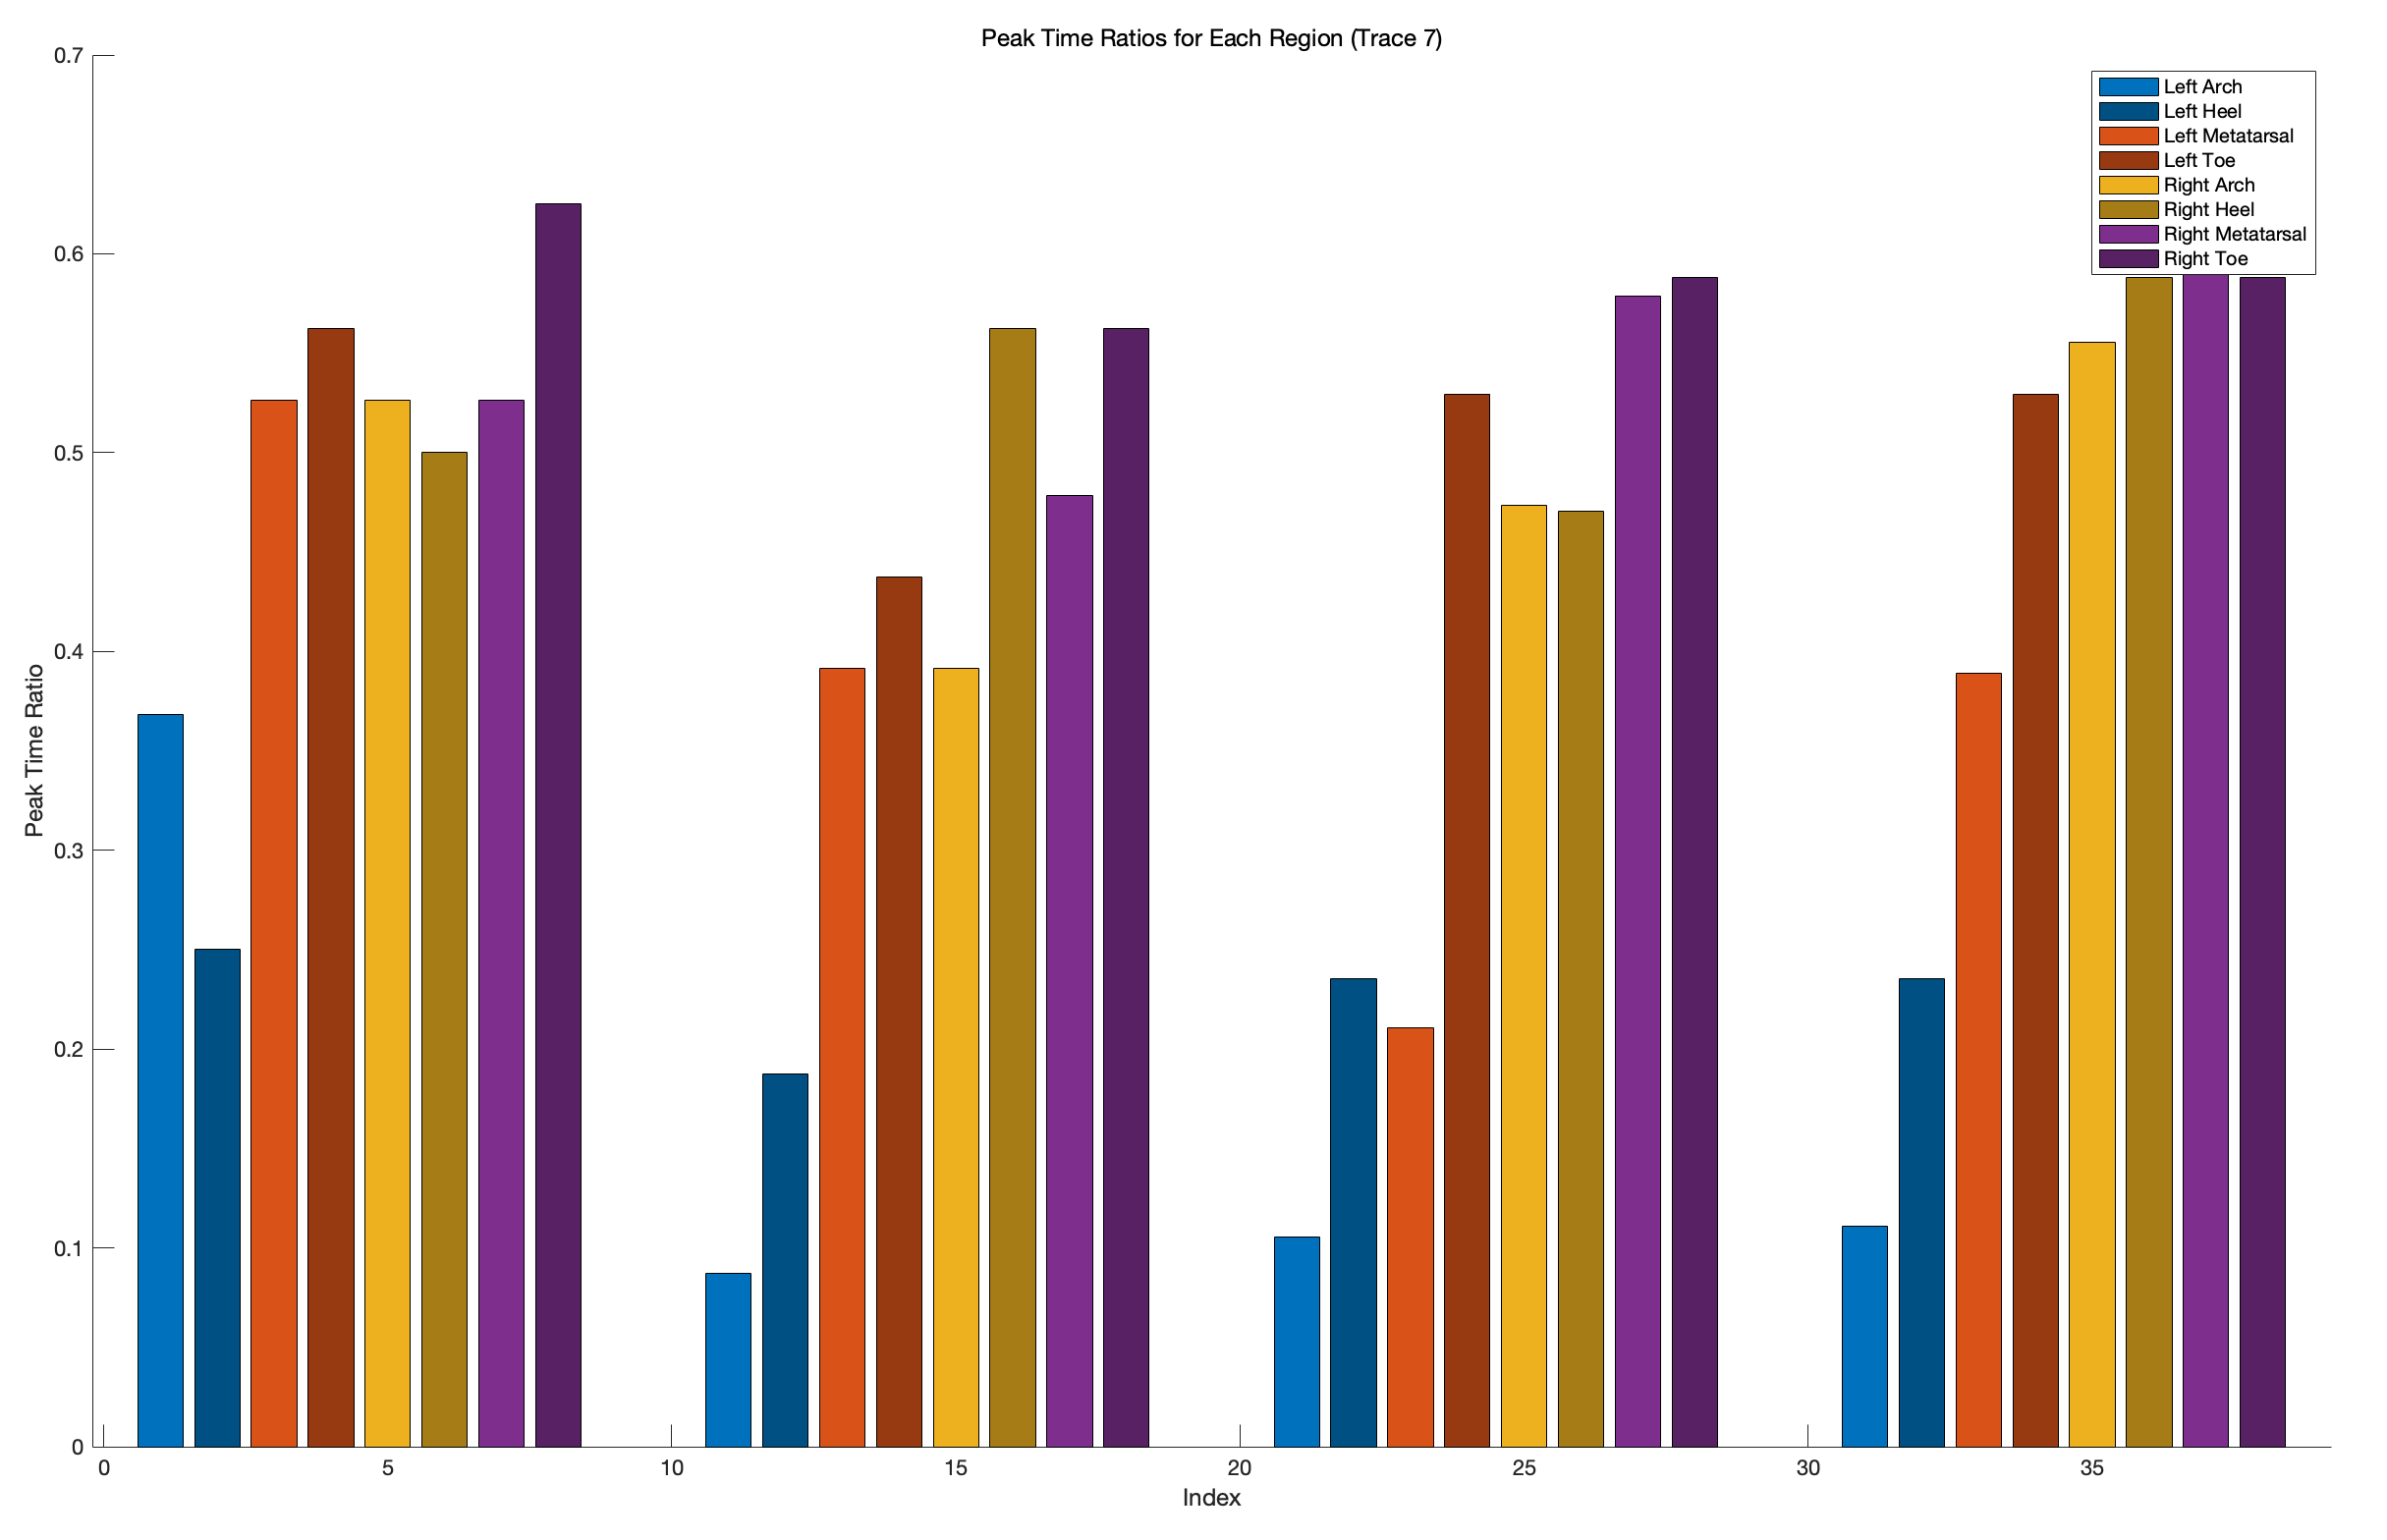 Peak Time Ratios for Each Region (Trace 7)
0.7
0.6
0.5
0.4
0.3
0.2
0.1
0
Peak Time Ratio
Left Arch
Left Heel
Left Metatarsal
Left Toe
Right Arch
Right Heel
Right Metatarsal
Right Toe
0 5 10 15 20 25 30 35
Index